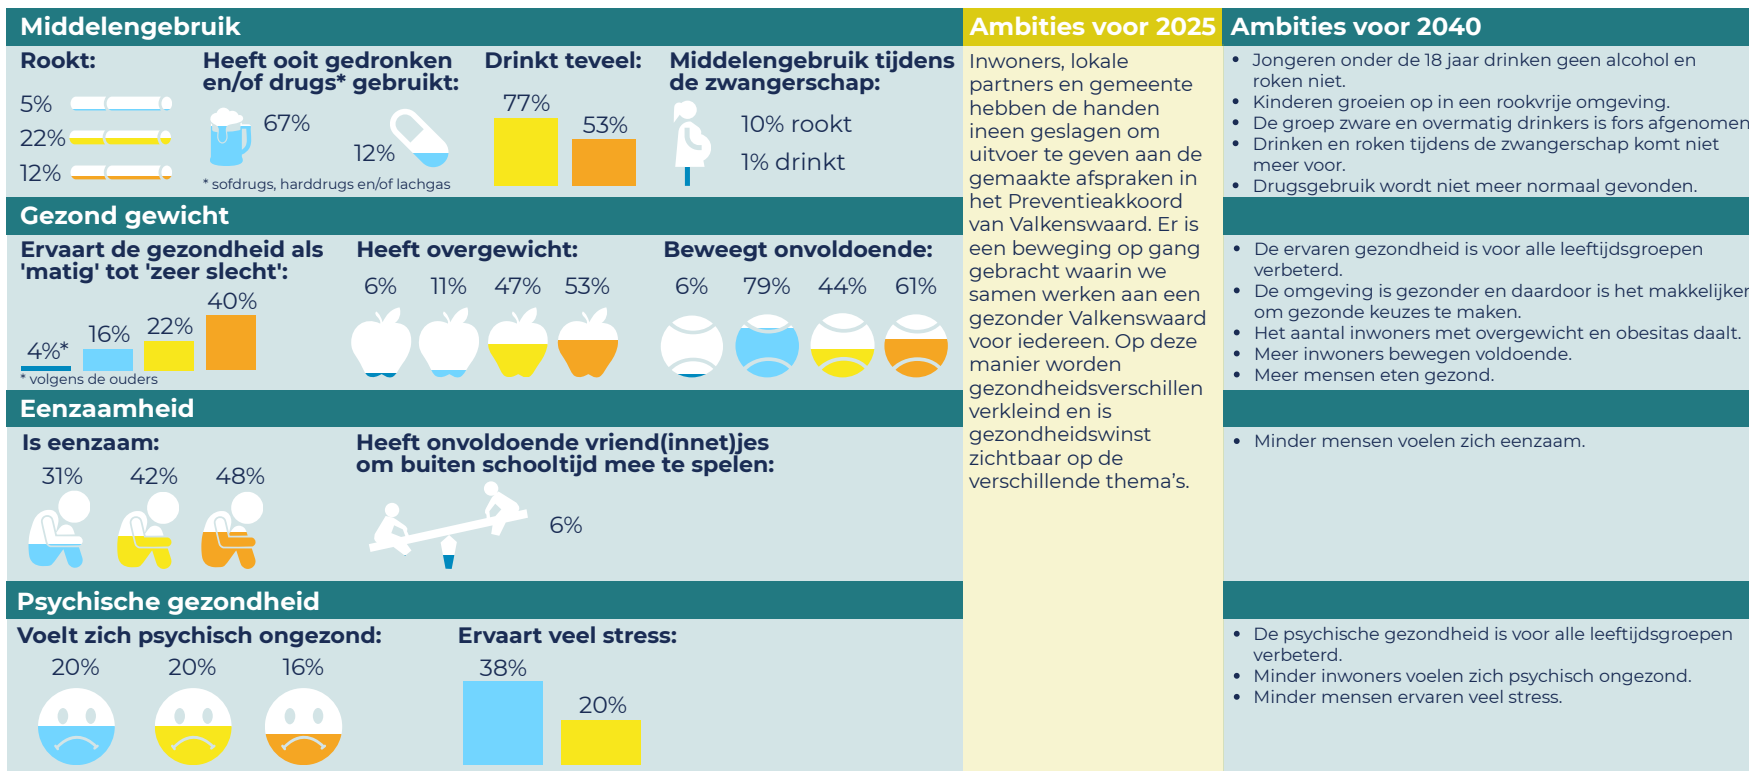 Middelengebruik
Rookt:
5%
22%
12%
Heeft ooit gedronken
en/of drugs* gebruikt:
67%
12%
* sofdrugs, harddrugs en/of lachgas
Drinkt teveel:
77%
53%
Middelengebruik tijdens
de zwangerschap:
10% rookt
1% drinkt
Gezond gewicht
Ervaart de gezondheid als
'matig' tot 'zeer slecht':
4%*
16%
22%
40%
* volgens de ouders
Heeft overgewicht:
6% 11% 47% 53%
Beweegt onvoldoende:
6% 79% 44% 61%
Eenzaamheid
Is eenzaam:
31% 42% 48%
Heeft onvoldoende vriend(innet)jes
om buiten schooltijd mee te spelen:
6%
Psychische gezondheid
Voelt zich psychisch ongezond:
20% 20% 16%
Ervaart veel stress:
38%
20%
Ambities voor 2025
Inwoners, lokale
partners en gemeente
hebben de handen
ineen geslagen om
uitvoer te geven aan de
gemaakte afspraken in
het Preventieakkoord
van Valkenswaard. Er is
een beweging op gang
gebracht waarin we
samen werken aan een
gezonder Valkenswaard
voor iedereen. Op deze
manier worden
gezondheidsverschillen
verkleind en is
gezondheidswinst
zichtbaar op de
verschillende thema's.
Ambities voor 2040
• Jongeren onder de 18 jaar drinken geen alcohol en
roken niet.
• Kinderen groeien op in een rookvrije omgeving.
• De groep zware en overmatig drinkers is fors afgenomen
• Drinken en roken tijdens de zwangerschap komt niet
meer voor.
• Drugsgebruik wordt niet meer normaal gevonden.
• De ervaren gezondheid is voor alle leeftijdsgroepen
verbeterd.
• De omgeving is gezonder en daardoor is het makkelijker
om gezonde keuzes te maken.
• Het aantal inwoners met overgewicht en obesitas daalt.
• Meer inwoners bewegen voldoende.
• Meer mensen eten gezond.
• Minder mensen voelen zich eenzaam.
• De psychische gezondheid is voor alle leeftijdsgroepen
verbeterd.
• Minder inwoners voelen zich psychisch ongezond.
• Minder mensen ervaren veel stress.